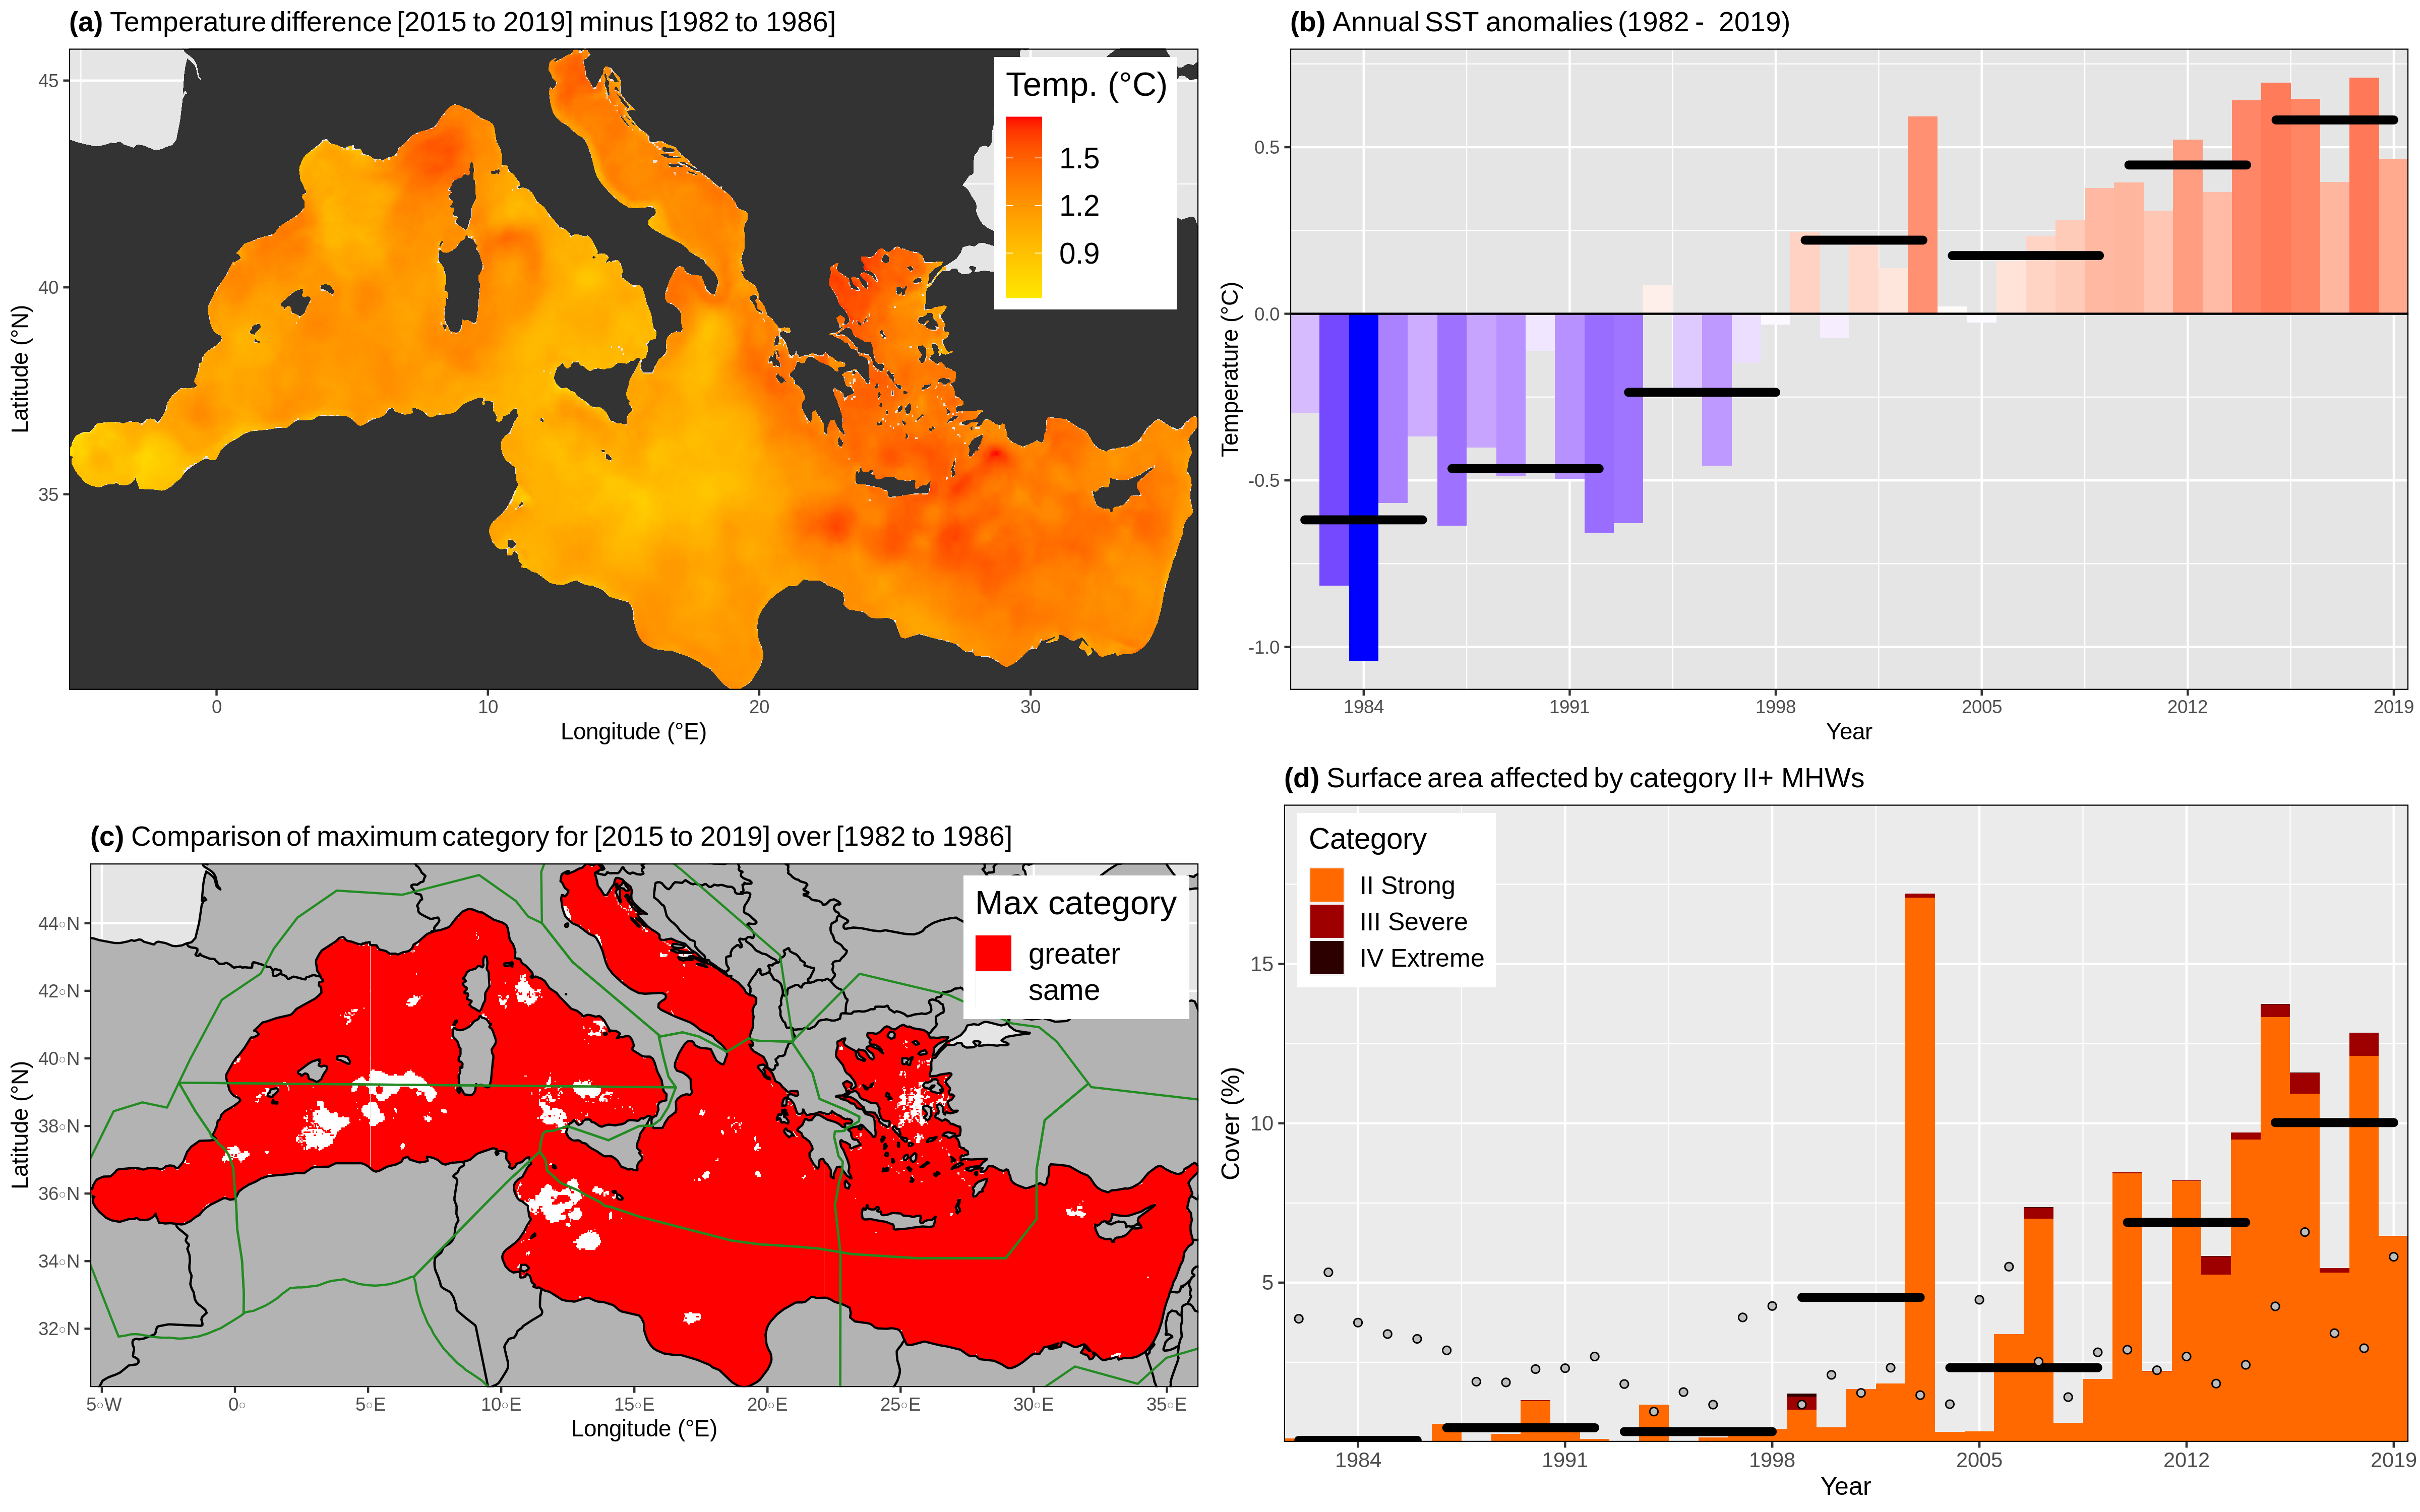 (a) Temperature difference [2015 to 2019] minus [1982 to 1986]
Temp. (°C)
1.5
1.2
0.9
45
40
35
Latitude (°N)
0
10
20
30
Longitude (°E)
(b) Annual SST anomalies (1982 - 2019)
0.5
0.0
-0.5
-1.0
Temperature (°C)
1984
1991
1998
2005
2012
2019
Year
(c) Comparison of maximum category for [2015 to 2019] over [1982 to 1986]
Max category
greater
same
44°N
42°N
40°N
38°N
36°N
34°N
32°N
Latitude (°N)
5°W
0°
5°E
10°E
15°E
20°E
25°E
30°E
35°E
Longitude (°E)
(d) Surface area affected by category II+ MHWs
Category
II Strong
III Severe
IV Extreme
15
10
5
Cover (%)
1984
1991
1998
2005
2012
2019
Year